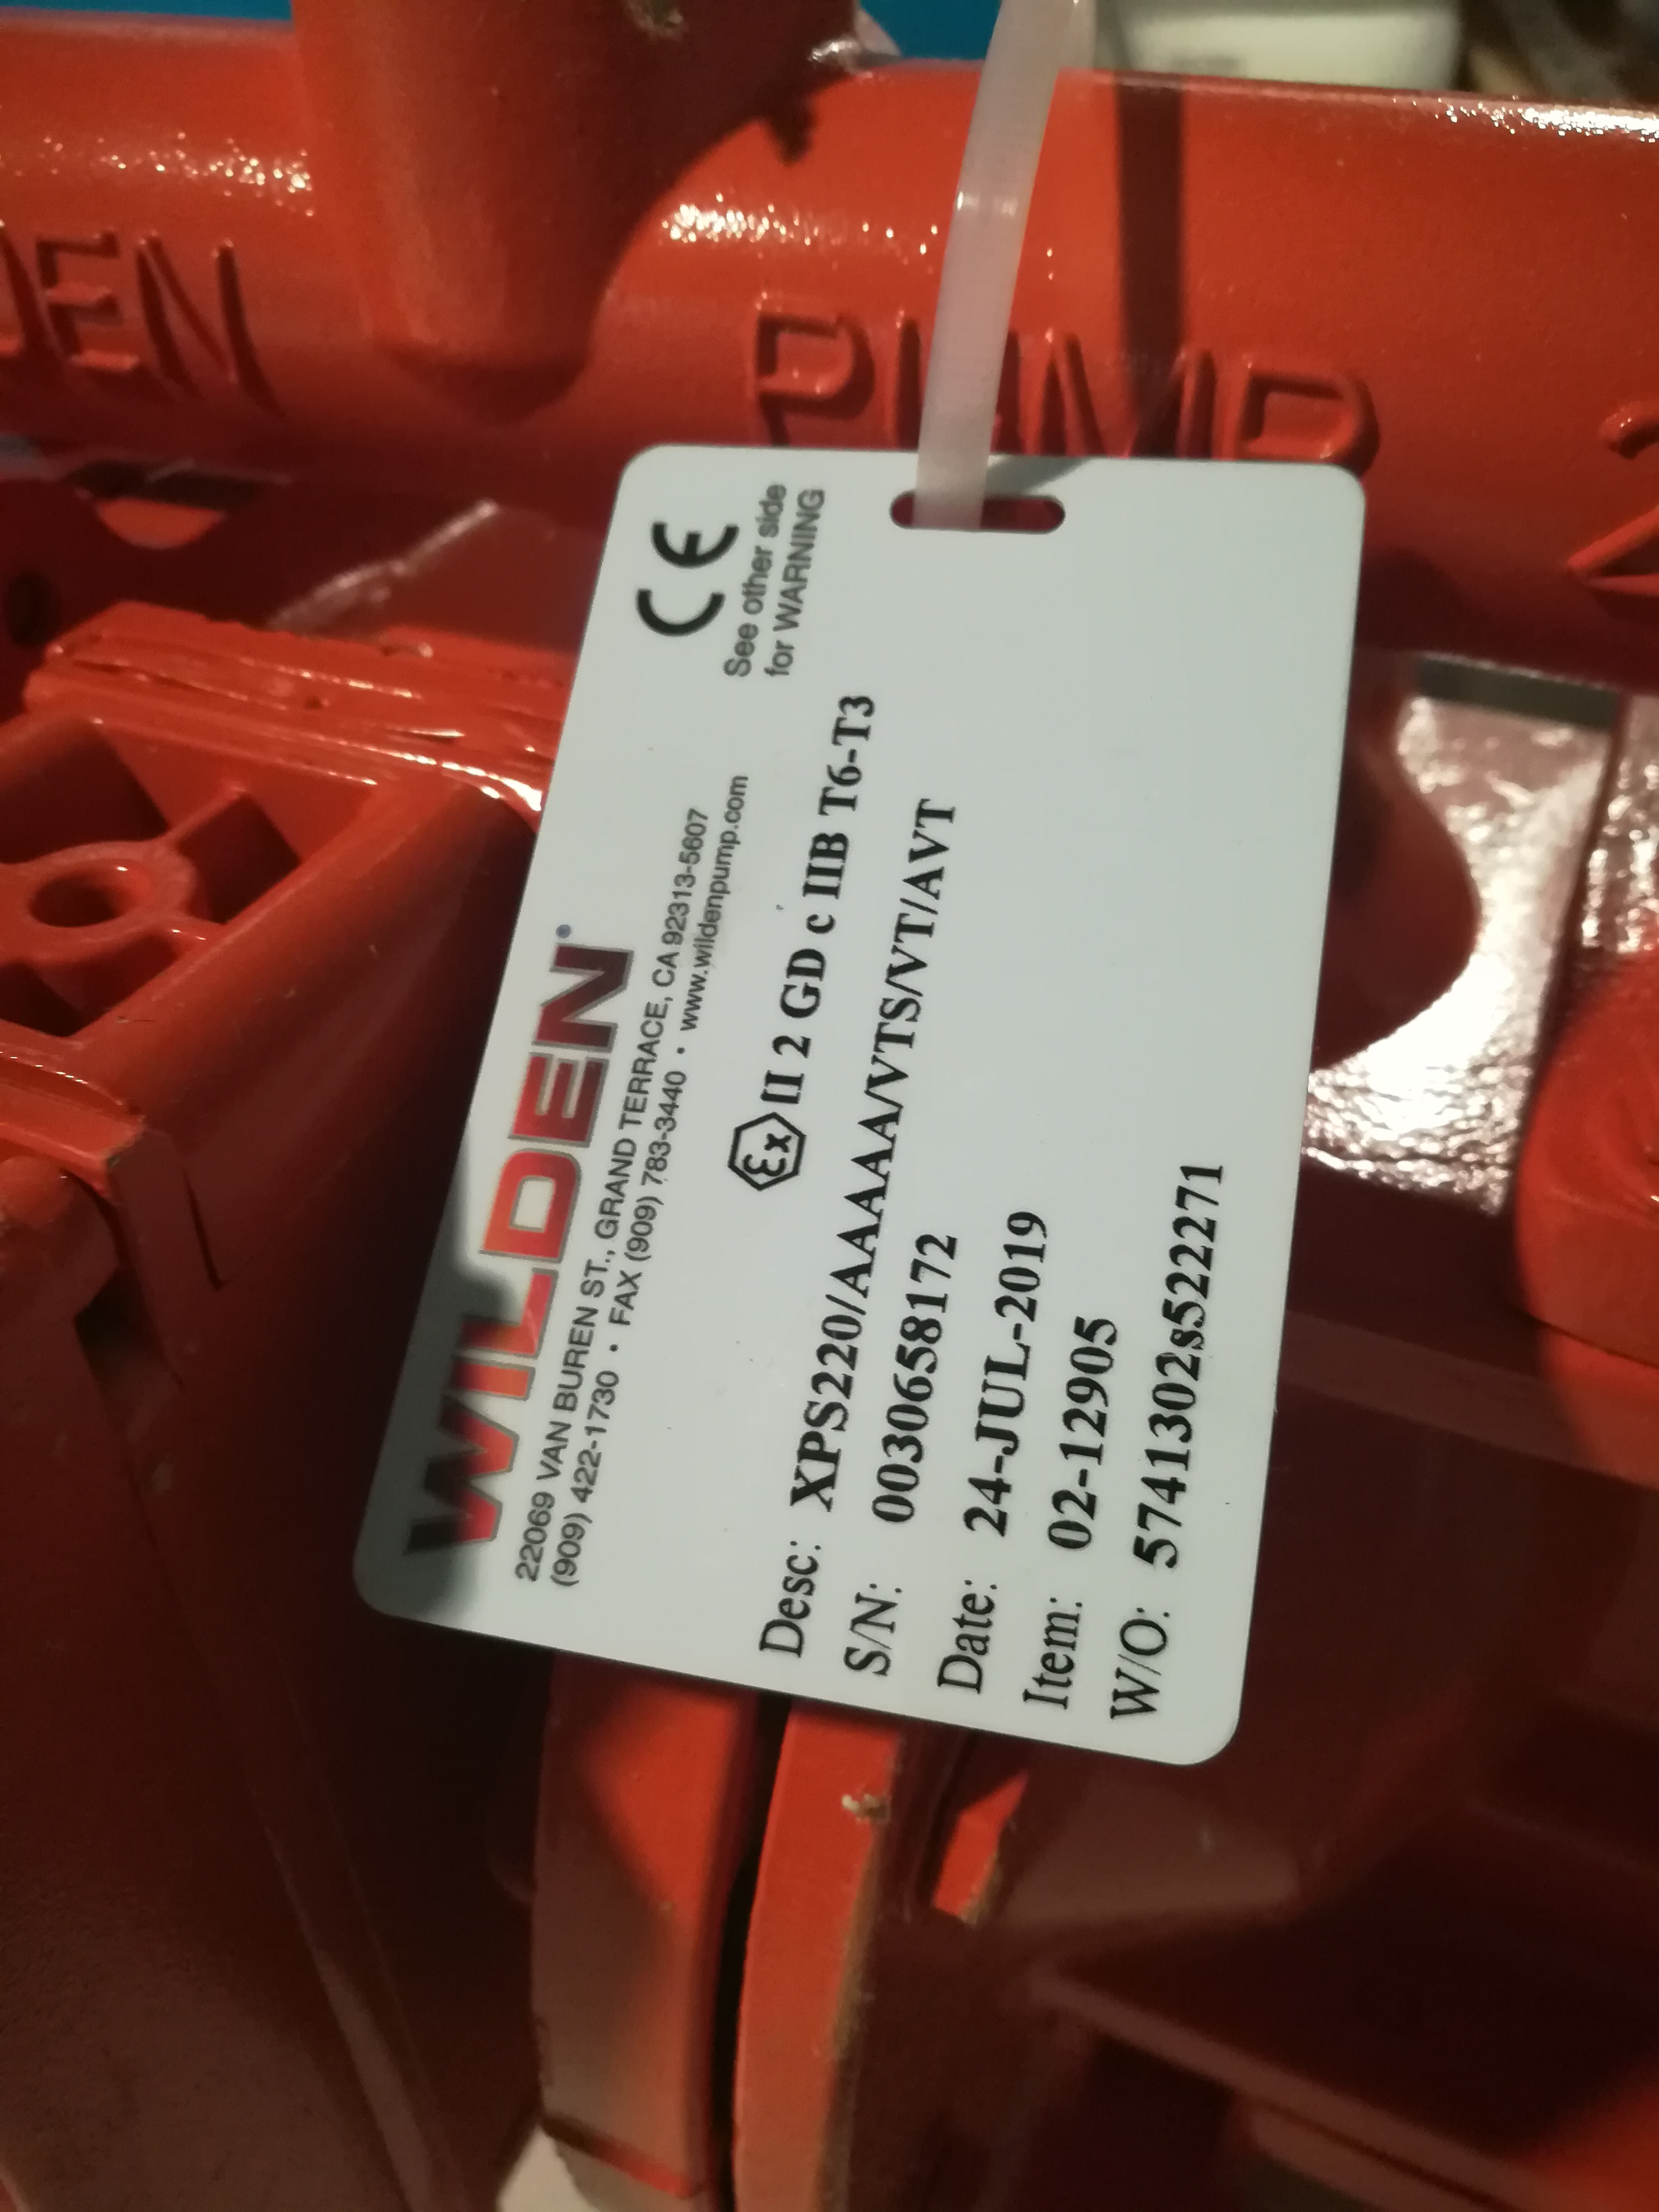 DEN PUMP
WILDEN®
22069 VAN BUREN ST., GRAND TERRACE, CA 92313-5607
(909) 422-1730 • FAX (909) 783-3440 • www.wildenpump.com
CE
See other side
for WARNING
Ex II 2 GD c IIB T6-T3
Desc: XPS220/AAAAA/VTS/VT/AVT
S/N: 0030658172
Date: 24-JUL-2019
Item: 02-12905
W/O: 5741302s522271